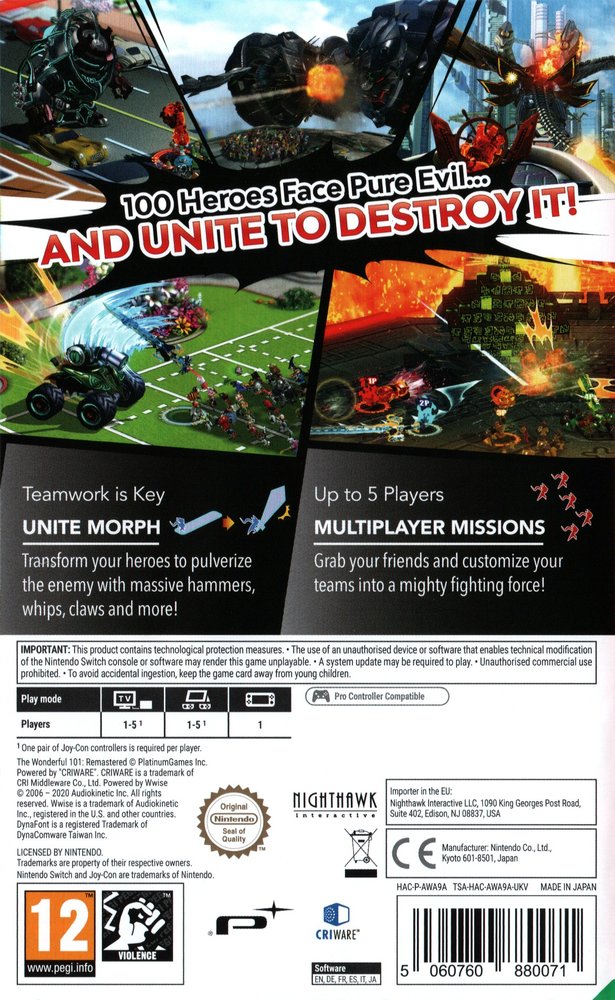 100 Heroes Face Pure Evil...
AND UNITE TO DESTROY IT!
1P
2P
Teamwork is Key
UNITE MORPH
Transform your heroes to pulverize
the enemy with massive hammers,
whips, claws and more!
Up to 5 Players
MULTIPLAYER MISSIONS
Grab your friends and customize your
teams into a mighty fighting force!
IMPORTANT: This product contains technological protection measures. • The use of an unauthorised device or software that enables technical modification
of the Nintendo Switch console or software may render this game unplayable. • A system update may be required to play. • Unauthorised commercial use
prohibited. • To avoid accidental ingestion, keep the game card away from young children.
Play mode TV
Players 1-5 ¹ 1-5 ¹ 1
Pro Controller Compatible
¹ One pair of Joy-Con controllers is required per player.
The Wonderful 101: Remastered © PlatinumGames Inc.
Powered by "CRIWARE". CRIWARE is a trademark of
CRI Middleware Co., Ltd. Powered by Wwise
© 2006 – 2020 Audiokinetic Inc. All rights
reserved. Wwise is a trademark of Audiokinetic
Inc., registered in the U.S. and other countries.
DynaFont is a registered Trademark of
DynaComware Taiwan Inc.
LICENSED BY NINTENDO.
Trademarks are property of their respective owners.
Nintendo Switch and Joy-Con are trademarks of Nintendo.
Original
Nintendo
Seal of
Quality
TM
NIGHTHAWK
interactive
Importer in the EU:
Nighthawk Interactive LLC, 1090 King Georges Post Road,
Suite 402, Edison, NJ 08837, USA
CE
Manufacturer: Nintendo Co., Ltd.,
Kyoto 601-8501, Japan
HAC-P-AWA9A TSA-HAC-AWA9A-UKV MADE IN JAPAN
12
www.pegi.info
VIOLENCE
CRIWARE™
Software
EN, DE, FR, ES, IT, JA
5 060760 880071 >